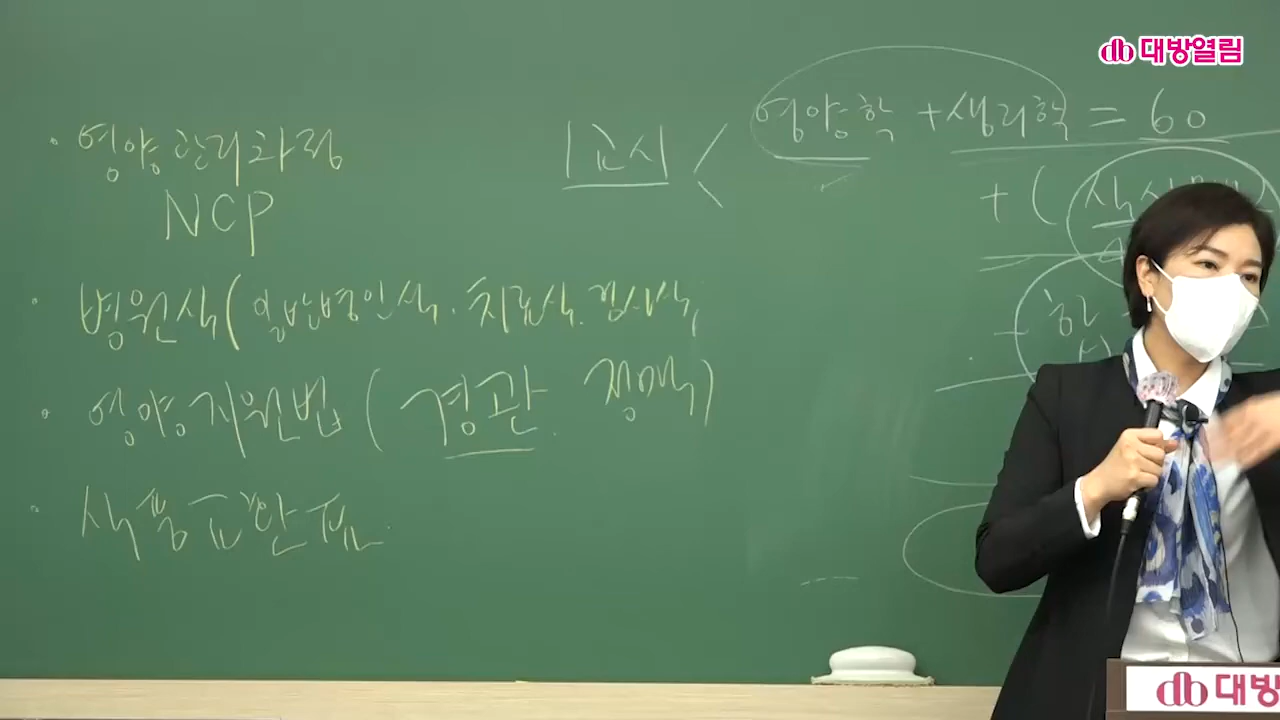 대방열림
· 영양관리과정
NCP
· 병원식(일반병인식·치료식·검사식,
· 영양지원법(경관. 정맥)
· 식품교환표.
1교시 < 영양학 + 생리학 = 60
+ (
한
대방